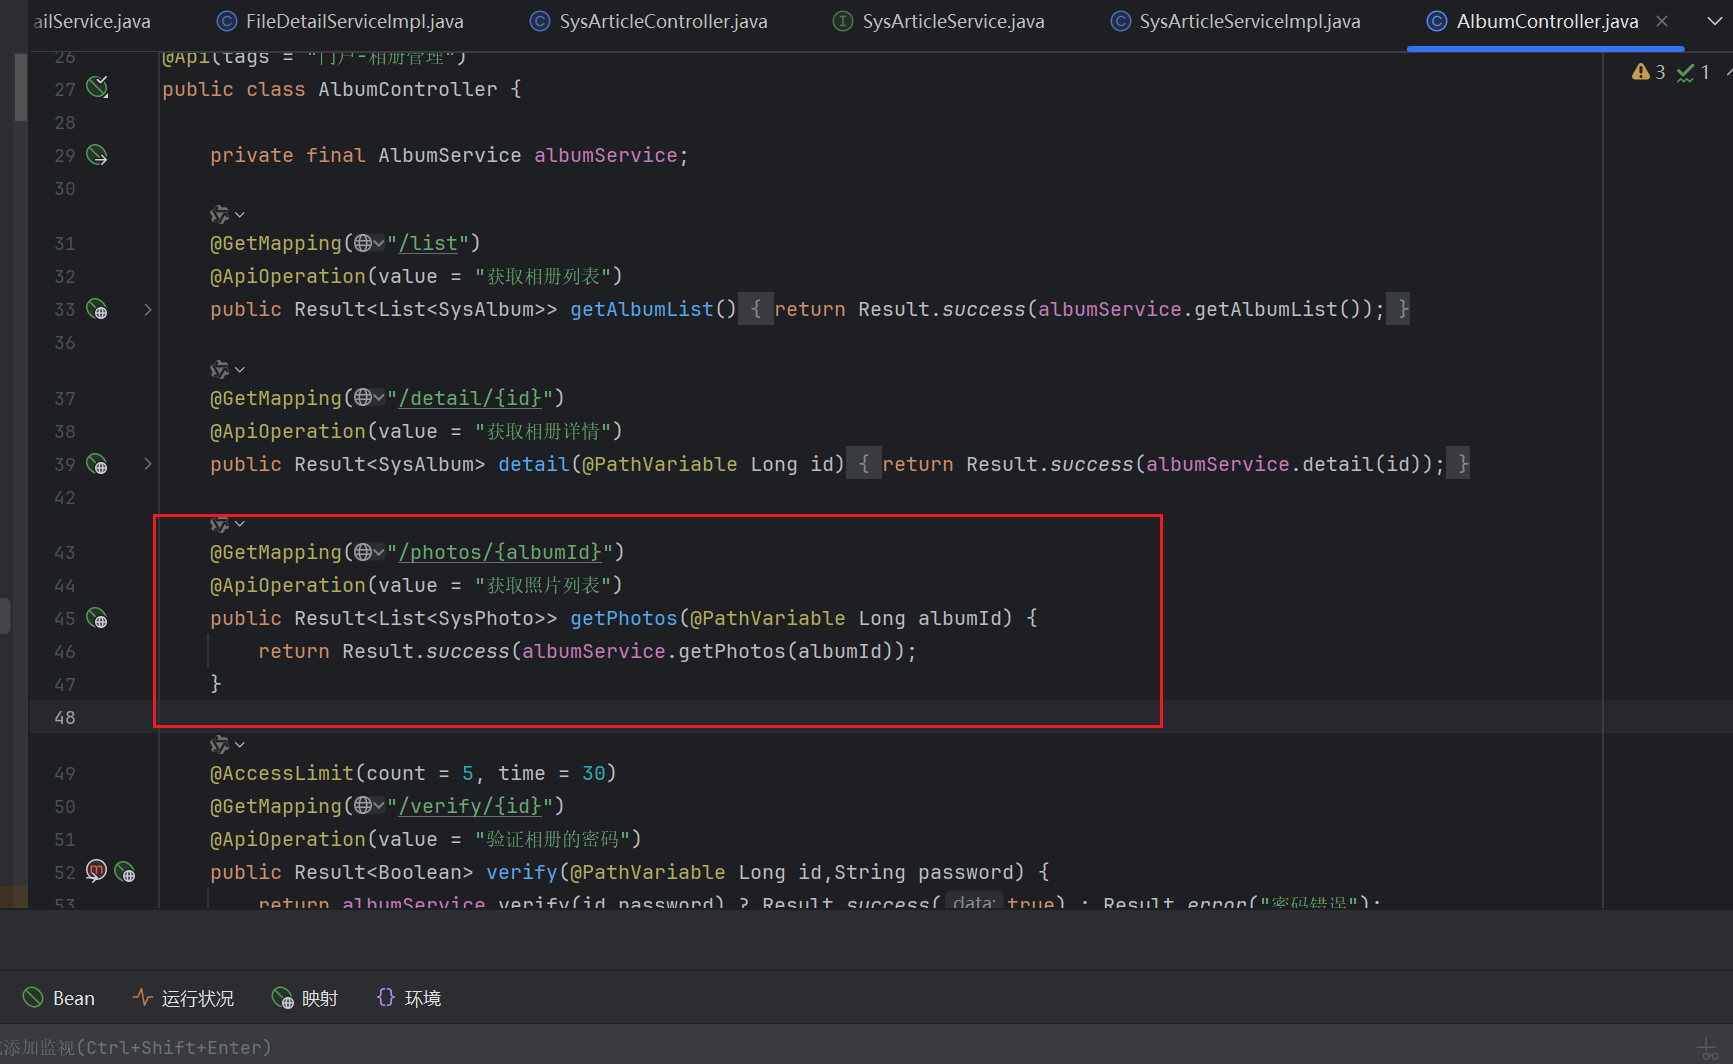 ailService.java FileDetailServiceImpl.java SysArticleController.java SysArticleService.java SysArticleServiceImpl.java AlbumController.java
3 1
26 @Api(tags = "门户-相册管理")
27 public class AlbumController {
28
29 private final AlbumService albumService;
30
31 @GetMapping("/list")
32 @ApiOperation(value = "获取相册列表")
33 public Result<List<SysAlbum>> getAlbumList() { return Result.success(albumService.getAlbumList()); }
36
37 @GetMapping("/detail/{id}")
38 @ApiOperation(value = "获取相册详情")
39 public Result<SysAlbum> detail(@PathVariable Long id) { return Result.success(albumService.detail(id)); }
42
43 @GetMapping("/photos/{albumId}")
44 @ApiOperation(value = "获取照片列表")
45 public Result<List<SysPhoto>> getPhotos(@PathVariable Long albumId) {
46 return Result.success(albumService.getPhotos(albumId));
47 }
48
49 @AccessLimit(count = 5, time = 30)
50 @GetMapping("/verify/{id}")
51 @ApiOperation(value = "验证相册的密码")
52 public Result<Boolean> verify(@PathVariable Long id,String password) {
53 return albumService.verify(id,password) ? Result.success( data: true) : Result.error("密码错误");
Bean 运行状况 映射 {} 环境
添加监视(Ctrl+Shift+Enter)